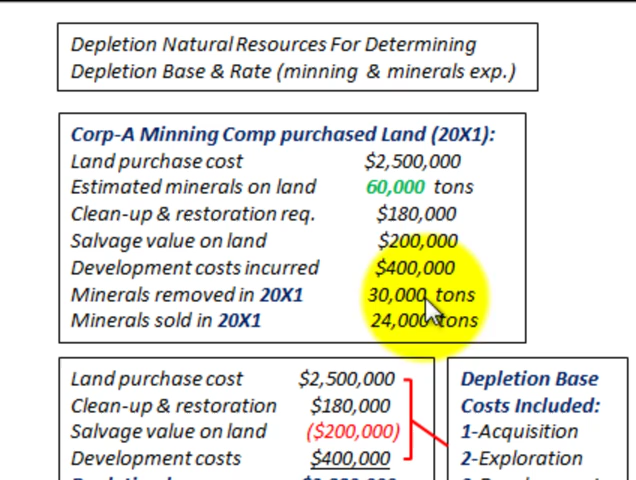 Depletion Natural Resources For Determining
Depletion Base & Rate (minning & minerals exp.)
Corp-A Minning Comp purchased Land (20X1):
Land purchase cost $2,500,000
Estimated minerals on land 60,000 tons
Clean-up & restoration req. $180,000
Salvage value on land $200,000
Development costs incurred $400,000
Minerals removed in 20X1 30,000 tons
Minerals sold in 20X1 24,000 tons
Land purchase cost $2,500,000
Clean-up & restoration $180,000
Salvage value on land ($200,000)
Development costs $400,000
Depletion Base
Costs Included:
1-Acquisition
2-Exploration